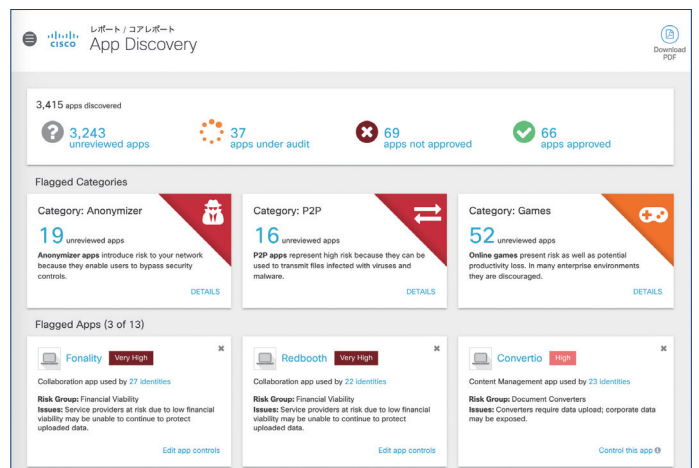 レポート / コアレポート
CISCO
App Discovery
Download
PDF
3,415 apps discovered
3,243
unreviewed apps
37
apps under audit
69
apps not approved
66
apps approved
Flagged Categories
Category: Anonymizer
19 unreviewed apps
Anonymizer apps introduce risk to your network
because they enable users to bypass security
controls.
DETAILS
Category: P2P
16 unreviewed apps
P2P apps represent high risk because they can be
used to transmit files infected with viruses and
malware.
DETAILS
Category: Games
52 unreviewed apps
Online games present risk as well as potential
productivity loss. In many enterprise environments
they are discouraged.
DETAILS
Flagged Apps (3 of 13)
Fonality Very High
Collaboration app used by 27 identities
Risk Group: Financial Viability
Issues: Service providers at risk due to low financial
viability may be unable to continue to protect
uploaded data.
Edit app controls
Redbooth Very High
Collaboration app used by 22 identities
Risk Group: Financial Viability
Issues: Service providers at risk due to low financial
viability may be unable to continue to protect
uploaded data.
Edit app controls
Convertio High
Content Management app used by 23 identities
Risk Group: Document Converters
Issues: Converters require data upload; corporate data
may be exposed.
Control this app